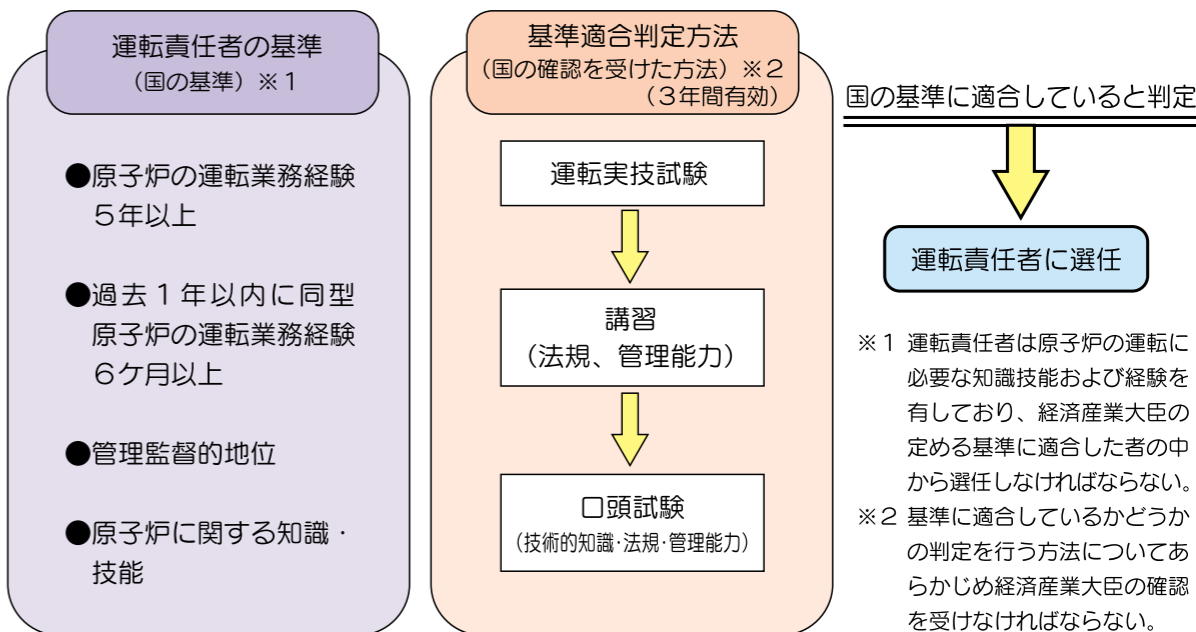 運転責任者の基準
(国の基準)※1
●原子炉の運転業務経験
5年以上
●過去1年以内に同型
原子炉の運転業務経験
6ケ月以上
●管理監督的地位
●原子炉に関する知識・
技能
基準適合判定方法
(国の確認を受けた方法)※2
(3年間有効)
運転実技試験
講習
(法規、管理能力)
口頭試験
(技術的知識・法規・管理能力)
国の基準に適合していると判定
運転責任者に選任
※1 運転責任者は原子炉の運転に
必要な知識技能および経験を
有しており、経済産業大臣の
定める基準に適合した者の中
から選任しなければならない。
※2 基準に適合しているかどうか
の判定を行う方法についてあ
らかじめ経済産業大臣の確認
を受けなければならない。